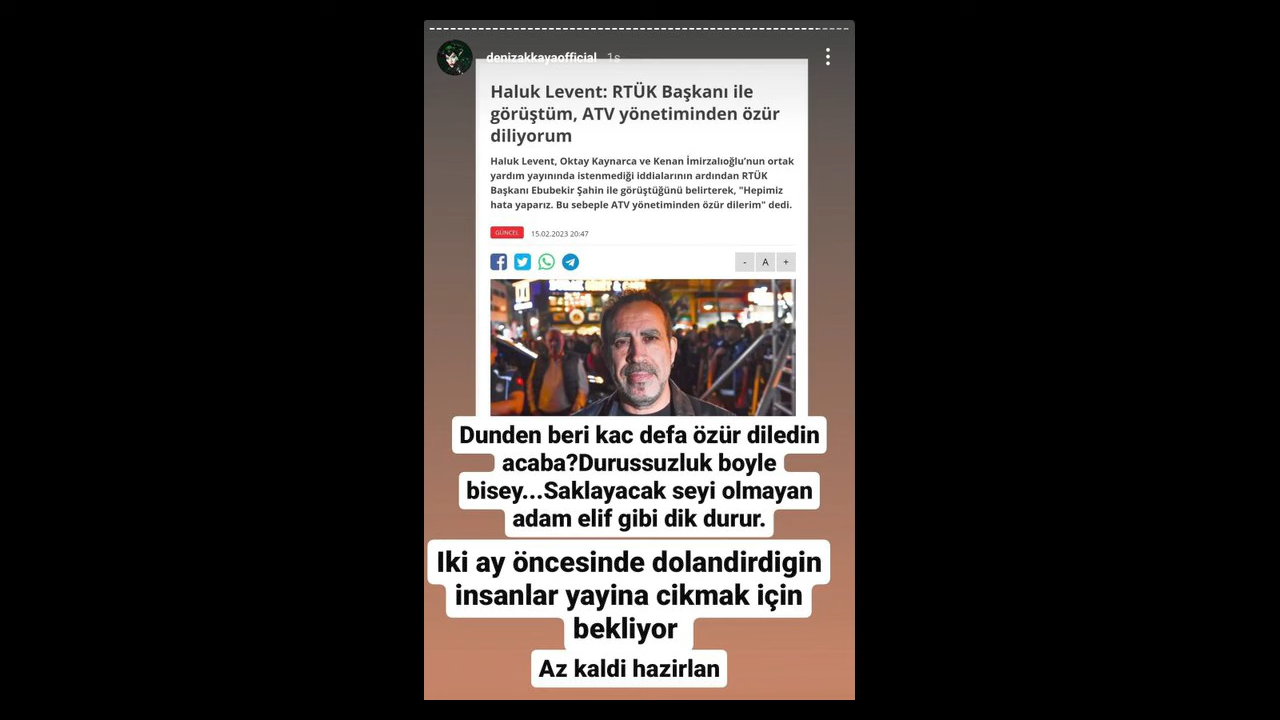 denizakkayaofficial 1s
Haluk Levent: RTÜK Başkanı ile
görüştüm, ATV yönetiminden özür
diliyorum
Haluk Levent, Oktay Kaynarca ve Kenan İmirzalıoğlu’nun ortak
yardım yayınında istenmediği iddialarının ardından RTÜK
Başkanı Ebubekir Şahin ile görüştüğünü belirterek, "Hepimiz
hata yaparız. Bu sebeple ATV yönetiminden özür dilerim" dedi.
GÜNCEL 15.02.2023 20:47
- A +
Dunden beri kac defa özür diledin
acaba?Durussuzluk boyle
bisey...Saklayacak seyi olmayan
adam elif gibi dik durur.
Iki ay öncesinde dolandirdigin
insanlar yayina cikmak için
bekliyor
Az kaldi hazirlan